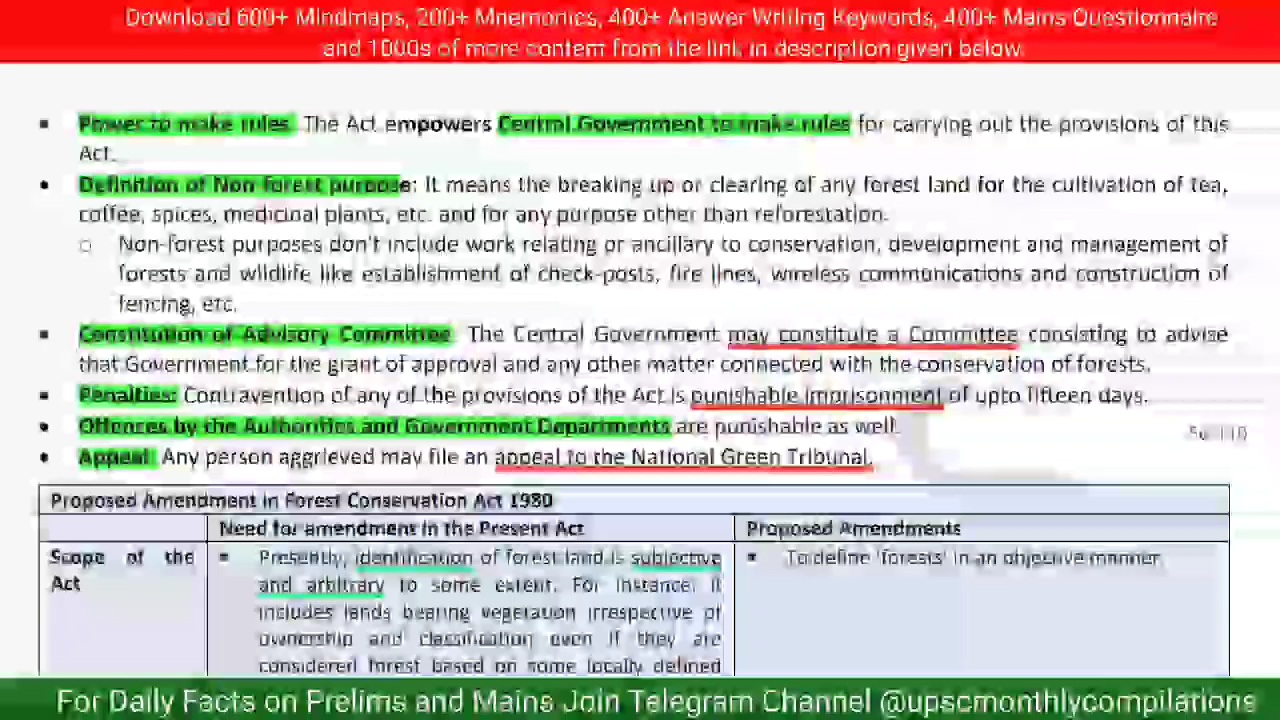 Download 600+ Mindmaps, 200+ Mnemonics, 400+ Answer Writing Keywords, 400+ Mains Questionnaire
and 1000s of more content from the link in description given below.
▪ Power to make rules: The Act empowers Central Government to make rules for carrying out the provisions of this
Act.
• Definition of Non-forest purpose: It means the breaking up or clearing of any forest land for the cultivation of tea,
coffee, spices, medicinal plants, etc. and for any purpose other than reforestation.
○ Non-forest purposes don't include work relating or ancillary to conservation, development and management of
forests and wildlife like establishment of check-posts, fire lines, wireless communications and construction of
fencing, etc.
▪ Constitution of Advisory Committee: The Central Government may constitute a Committee consisting to advise
that Government for the grant of approval and any other matter connected with the conservation of forests.
▪ Penalties: Contravention of any of the provisions of the Act is punishable imprisonment of upto fifteen days.
• Offences by the Authorities and Government Departments are punishable as well.
• Appeal: Any person aggrieved may file an appeal to the National Green Tribunal.
Proposed Amendment in Forest Conservation Act 1980
Need for amendment in the Present Act
Proposed Amendments
Scope of the
Act
▪ Presently, identification of forest land is subjective
and arbitrary to some extent. For instance, it
includes lands bearing vegetation irrespective of
ownership and classification even if they are
considered forest based on some locally defined
▪ To define 'forests' in an objective manner.
For Daily Facts on Prelims and Mains Join Telegram Channel @upscmonthlycompilations